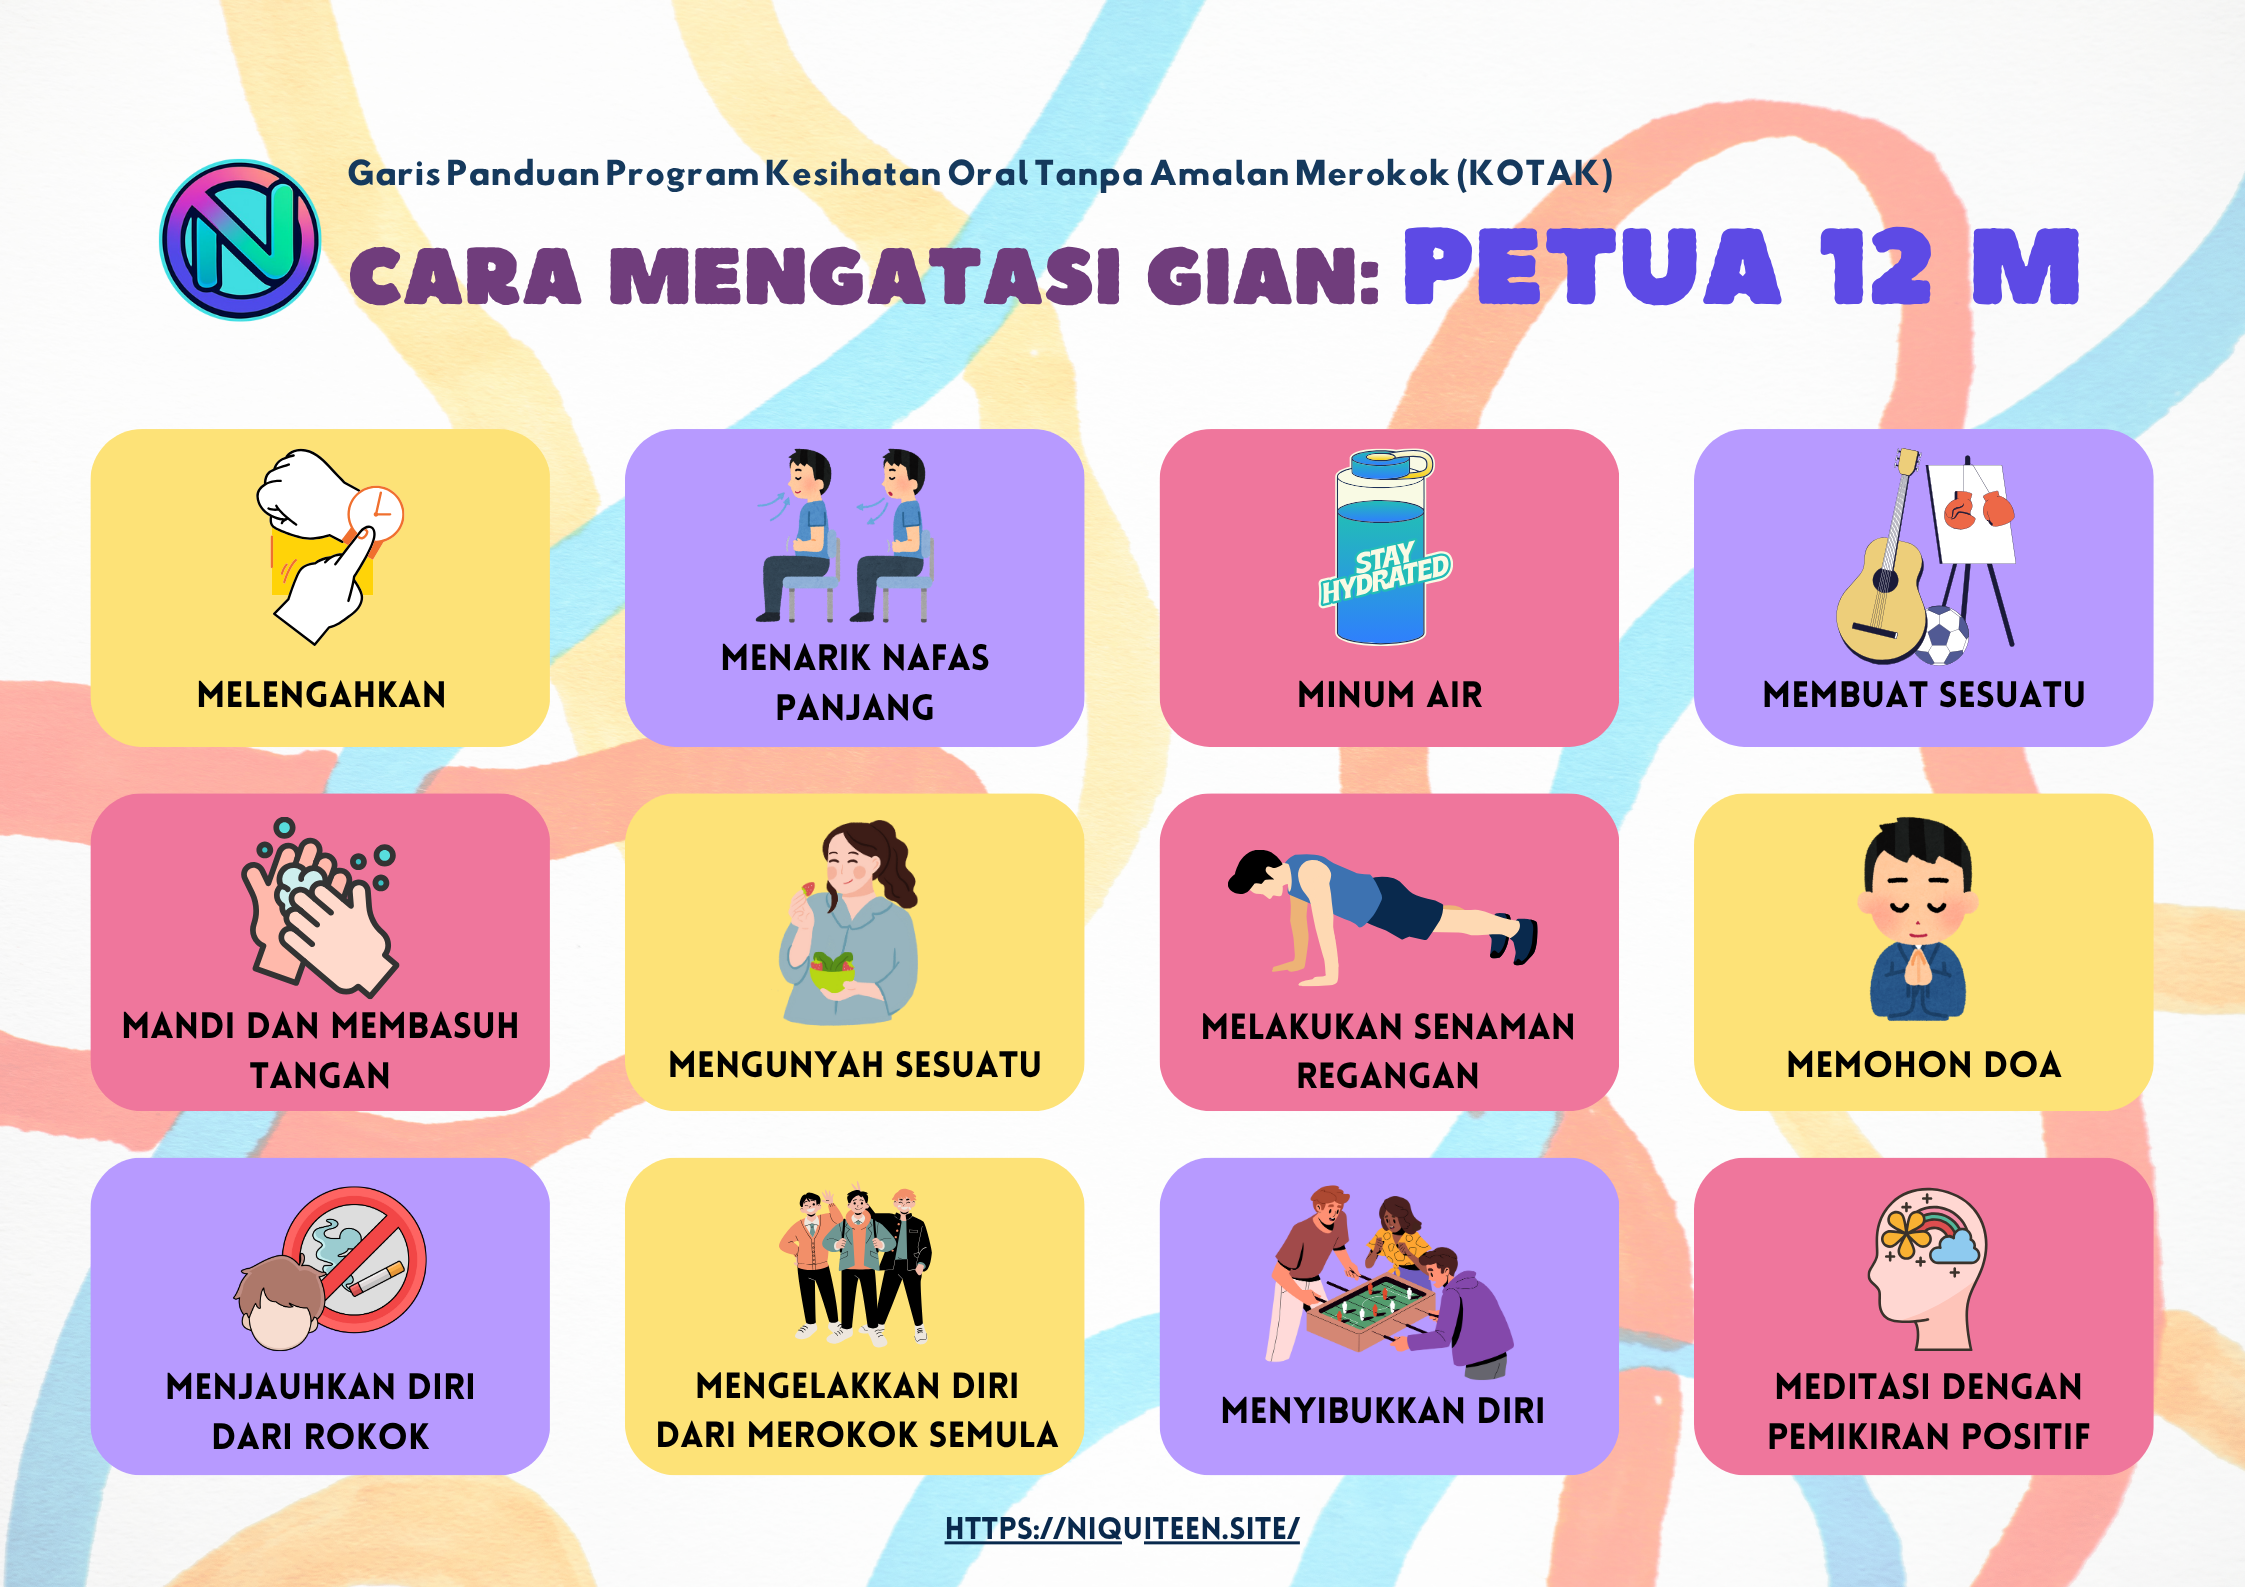 Garis Panduan Program Kesihatan Oral Tanpa Amalan Merokok (KOTAK)
N
CARA MENGATASI GIAN: PETUA 12 M
MELENGAHKAN
MENARIK NAFAS
PANJANG
STAY
HYDRATED
MINUM AIR
MEMBUAT SESUATU
MANDI DAN MEMBASUH
TANGAN
MENGUNYAH SESUATU
MELAKUKAN SENAMAN
REGANGAN
MEMOHON DOA
MENJAUHKAN DIRI
DARI ROKOK
MENGELAKKAN DIRI
DARI MEROKOK SEMULA
MENYIBUKKAN DIRI
MEDITASI DENGAN
PEMIKIRAN POSITIF
HTTPS://NIQUITEEN.SITE/